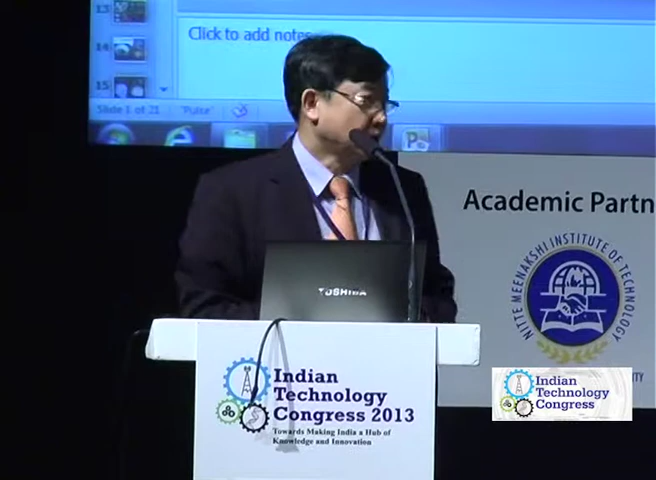 13
Click to add notes
14
15
Slide 1 of 21 "Pulse"
Academic Partn
NITTE MEENAKSHI INSTITUTE OF TECHNOLOGY
TOSHIBA
Indian
Technology
Congress 2013
Towards Making India a Hub of
Knowledge and Innovation
Indian
Technology
Congress